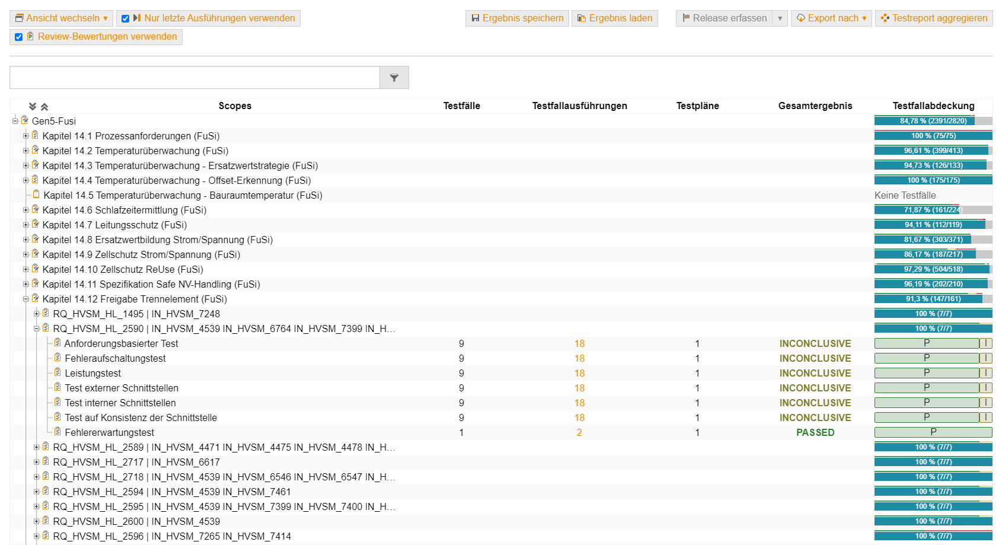 Ansicht wechseln ▾ Nur letzte Ausführungen verwenden Ergebnis speichern Ergebnis laden Release erfassen ▾ Export nach ▾ Testreport aggregieren
Review-Bewertungen verwenden
Scopes Testfälle Testfallausführungen Testpläne Gesamtergebnis Testfallabdeckung
Gen5-Fusi 84,78 % (2391/2820)
Kapitel 14.1 Prozessanforderungen (FuSi) 100 % (75/75)
Kapitel 14.2 Temperaturüberwachung (FuSi) 96,61 % (399/413)
Kapitel 14.3 Temperaturüberwachung - Ersatzwertstrategie (FuSi) 94,73 % (126/133)
Kapitel 14.4 Temperaturüberwachung - Offset-Erkennung (FuSi) 100 % (175/175)
Kapitel 14.5 Temperaturüberwachung - Bauraumtemperatur (FuSi) Keine Testfälle
Kapitel 14.6 Schlafzeitermittlung (FuSi) 71,87 % (161/224)
Kapitel 14.7 Leitungsschutz (FuSi) 94,11 % (112/119)
Kapitel 14.8 Ersatzwertbildung Strom/Spannung (FuSi) 81,67 % (303/371)
Kapitel 14.9 Zellschutz Strom/Spannung (FuSi) 86,17 % (187/217)
Kapitel 14.10 Zellschutz ReUse (FuSi) 97,29 % (504/518)
Kapitel 14.11 Spezifikation Safe NV-Handling (FuSi) 96,19 % (202/210)
Kapitel 14.12 Freigabe Trennelement (FuSi) 91,3 % (147/161)
RQ_HVSM_HL_1495 | IN_HVSM_7248 100 % (7/7)
RQ_HVSM_HL_2590 | IN_HVSM_4539 IN_HVSM_6764 IN_HVSM_7399 IN_H… 100 % (7/7)
Anforderungsbasierter Test 9 18 1 INCONCLUSIVE P I
Fehleraufschaltungstest 9 18 1 INCONCLUSIVE P I
Leistungstest 9 18 1 INCONCLUSIVE P I
Test externer Schnittstellen 9 18 1 INCONCLUSIVE P I
Test interner Schnittstellen 9 18 1 INCONCLUSIVE P I
Test auf Konsistenz der Schnittstelle 9 18 1 INCONCLUSIVE P I
Fehlererwartungstest 1 2 1 PASSED P
RQ_HVSM_HL_2589 | IN_HVSM_4471 IN_HVSM_4475 IN_HVSM_4478 IN_H… 100 % (7/7)
RQ_HVSM_HL_2717 | IN_HVSM_6617 100 % (7/7)
RQ_HVSM_HL_2718 | IN_HVSM_4539 IN_HVSM_6546 IN_HVSM_6547 IN_H… 100 % (7/7)
RQ_HVSM_HL_2594 | IN_HVSM_4539 IN_HVSM_7461 100 % (7/7)
RQ_HVSM_HL_2595 | IN_HVSM_4539 IN_HVSM_7399 IN_HVSM_7400 IN_H… 100 % (7/7)
RQ_HVSM_HL_2600 | IN_HVSM_4539 100 % (7/7)
RQ_HVSM_HL_2596 | IN_HVSM_7265 IN_HVSM_7414 100 % (7/7)